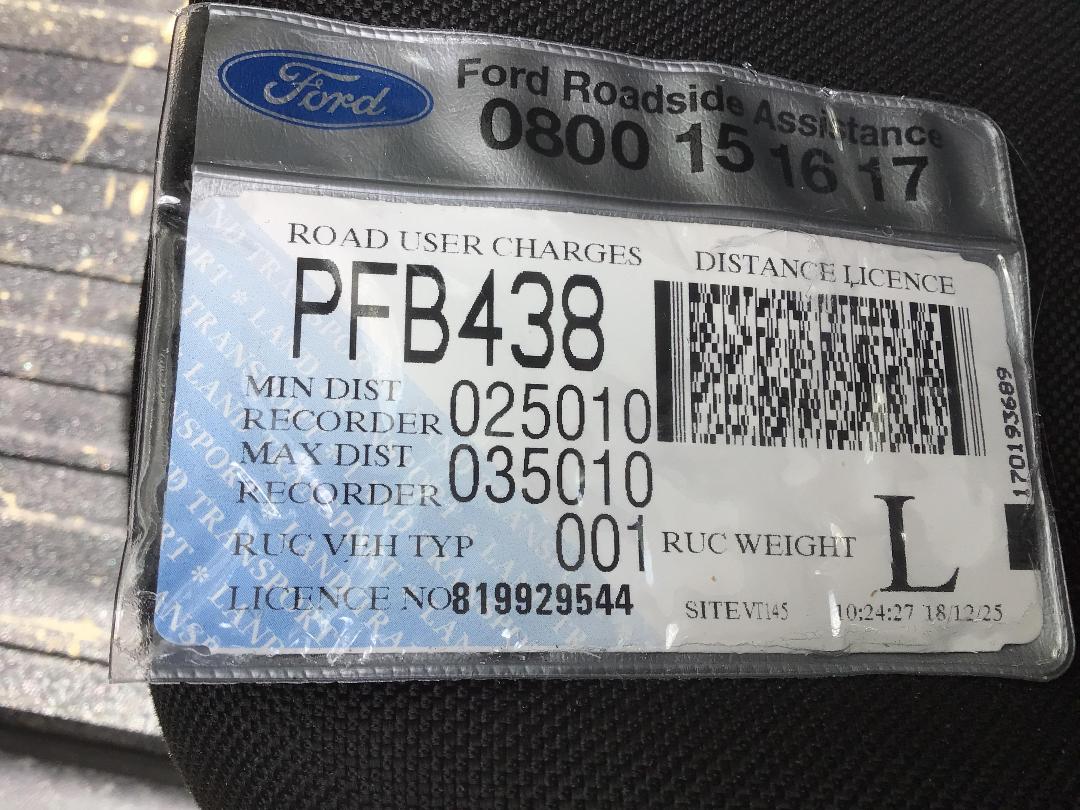 Ford
Ford Roadside Assistance
0800 15 16 17
ROAD USER CHARGES
DISTANCE LICENCE
PFB438
MIN DIST
RECORDER 025010
MAX DIST
RECORDER 035010
RUC VEH TYP 001 RUC WEIGHT L
LICENCE NO 819929544
SITE VT145 10:24:27 18/12/25
170193689